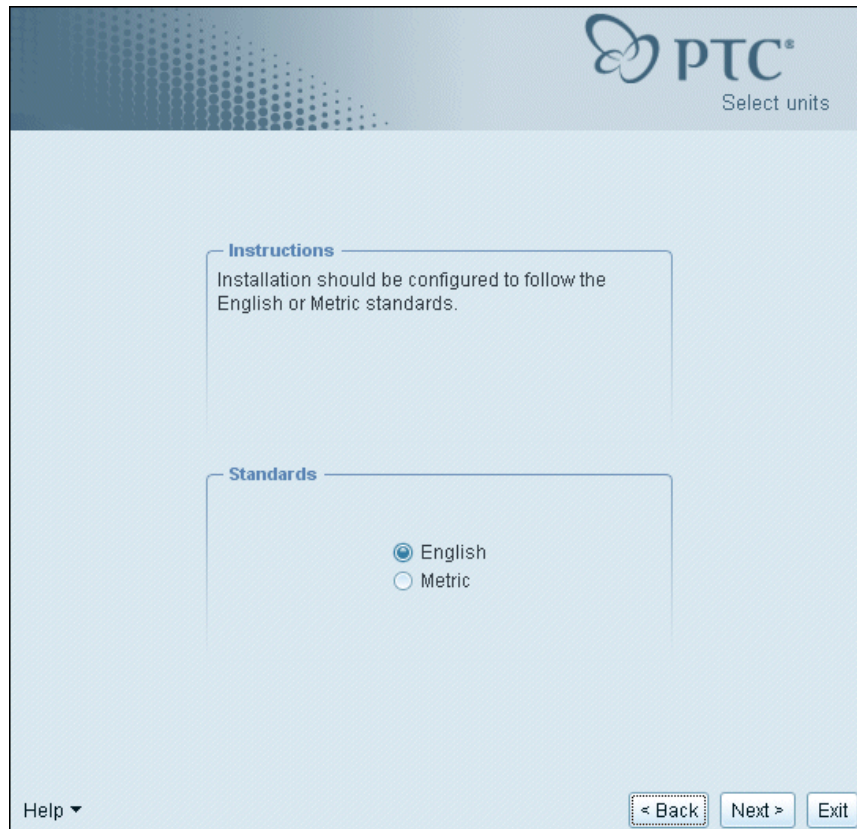 PTC®
Select units
Instructions
Installation should be configured to follow the
English or Metric standards.
Standards
English
Metric
Help
< Back
Next >
Exit